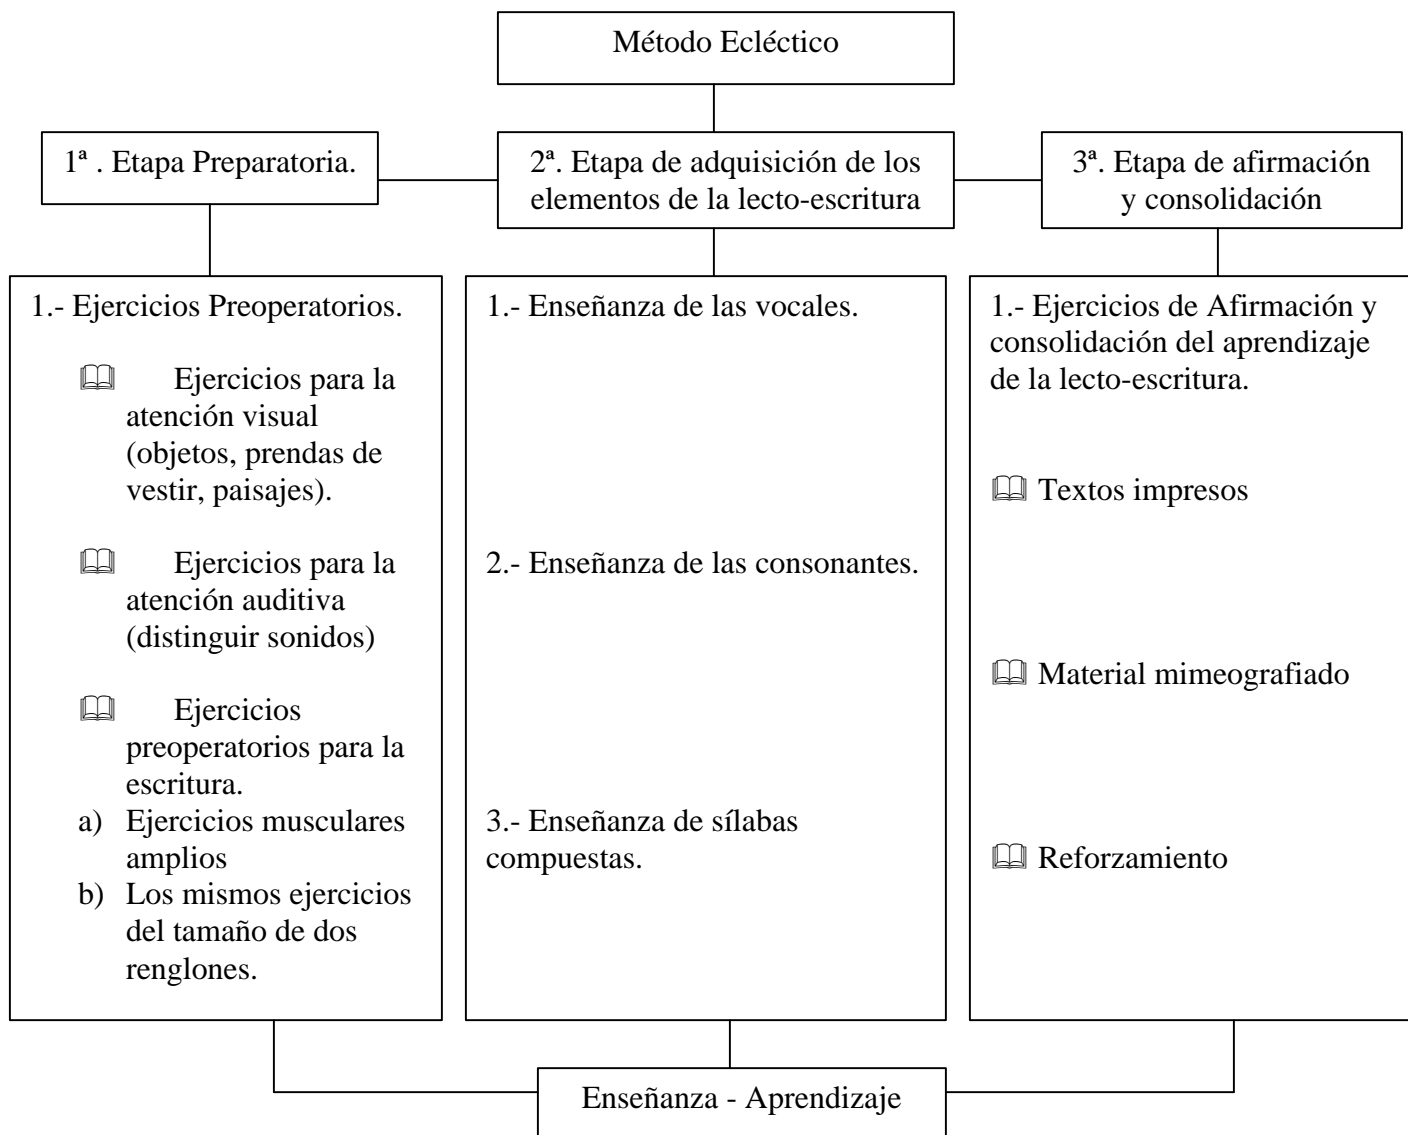 Método Ecléctico
1ª . Etapa Preparatoria.
2ª. Etapa de adquisición de los
elementos de la lecto-escritura
3ª. Etapa de afirmación
y consolidación
1.- Ejercicios Preoperatorios.
Ejercicios para la
atención visual
(objetos, prendas de
vestir, paisajes).
Ejercicios para la
atención auditiva
(distinguir sonidos)
Ejercicios
preoperatorios para la
escritura.
a) Ejercicios musculares
amplios
b) Los mismos ejercicios
del tamaño de dos
renglones.
1.- Enseñanza de las vocales.
2.- Enseñanza de las consonantes.
3.- Enseñanza de sílabas
compuestas.
1.- Ejercicios de Afirmación y
consolidación del aprendizaje
de la lecto-escritura.
Textos impresos
Material mimeografiado
Reforzamiento
Enseñanza - Aprendizaje